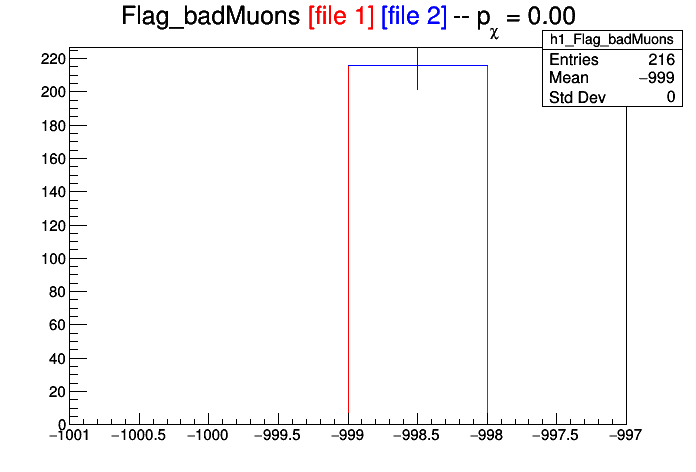 Flag_badMuons [file 1] [file 2] -- pχ = 0.00
h1_Flag_badMuons
Entries 216
Mean −999
Std Dev 0
220
200
180
160
140
120
100
80
60
40
20
0
−1001 −1000.5 −1000 −999.5 −999 −998.5 −998 −997.5 −997